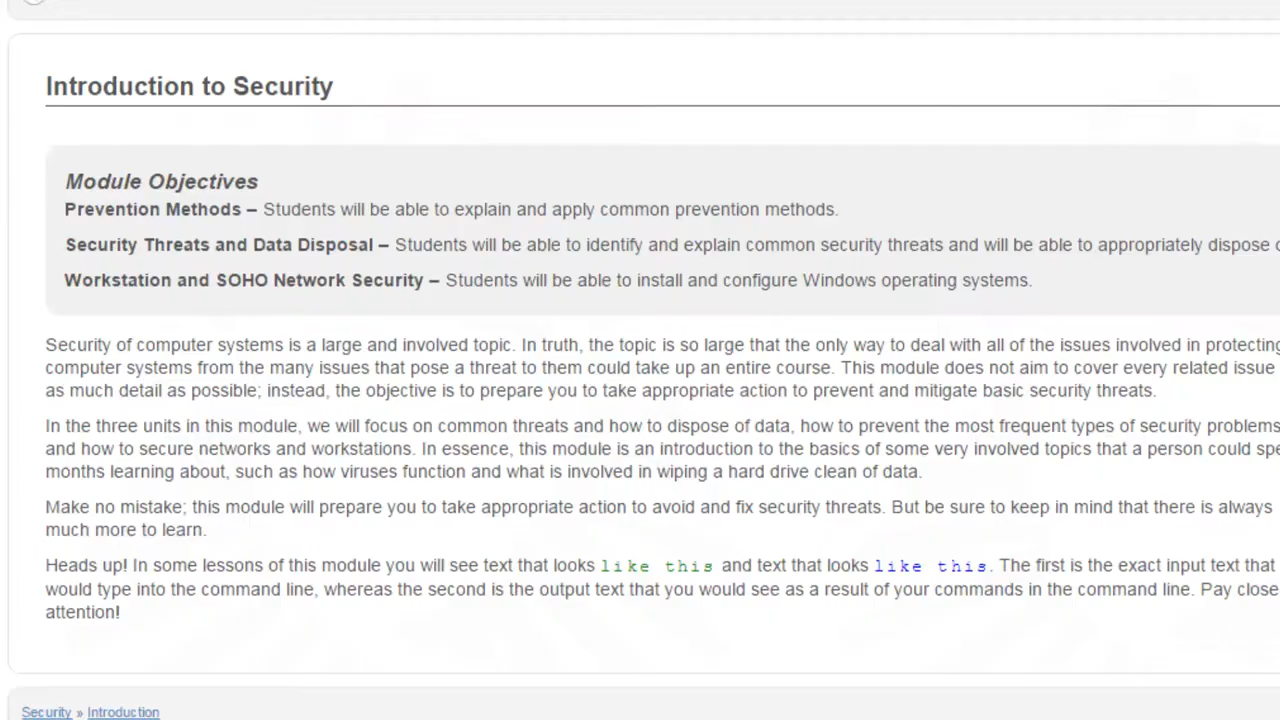 Introduction to Security
Module Objectives
Prevention Methods – Students will be able to explain and apply common prevention methods.
Security Threats and Data Disposal – Students will be able to identify and explain common security threats and will be able to appropriately dispose
Workstation and SOHO Network Security – Students will be able to install and configure Windows operating systems.
Security of computer systems is a large and involved topic. In truth, the topic is so large that the only way to deal with all of the issues involved in protecting
computer systems from the many issues that pose a threat to them could take up an entire course. This module does not aim to cover every related issue
as much detail as possible; instead, the objective is to prepare you to take appropriate action to prevent and mitigate basic security threats.
In the three units in this module, we will focus on common threats and how to dispose of data, how to prevent the most frequent types of security problems
and how to secure networks and workstations. In essence, this module is an introduction to the basics of some very involved topics that a person could spe
months learning about, such as how viruses function and what is involved in wiping a hard drive clean of data.
Make no mistake; this module will prepare you to take appropriate action to avoid and fix security threats. But be sure to keep in mind that there is always
much more to learn.
Heads up! In some lessons of this module you will see text that looks like this and text that looks like this. The first is the exact input text that
would type into the command line, whereas the second is the output text that you would see as a result of your commands in the command line. Pay close
attention!
Security » Introduction